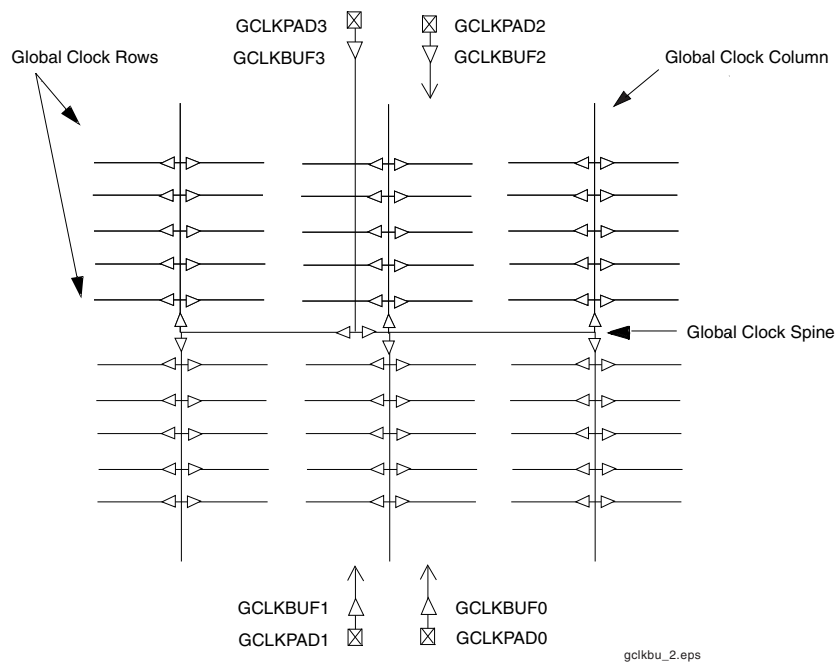 GCLKPAD3
GCLKPAD2
GCLKBUF3
GCLKBUF2
Global Clock Rows
Global Clock Column
Global Clock Spine
GCLKBUF1
GCLKBUF0
GCLKPAD1
GCLKPAD0
gclkbu_2.eps